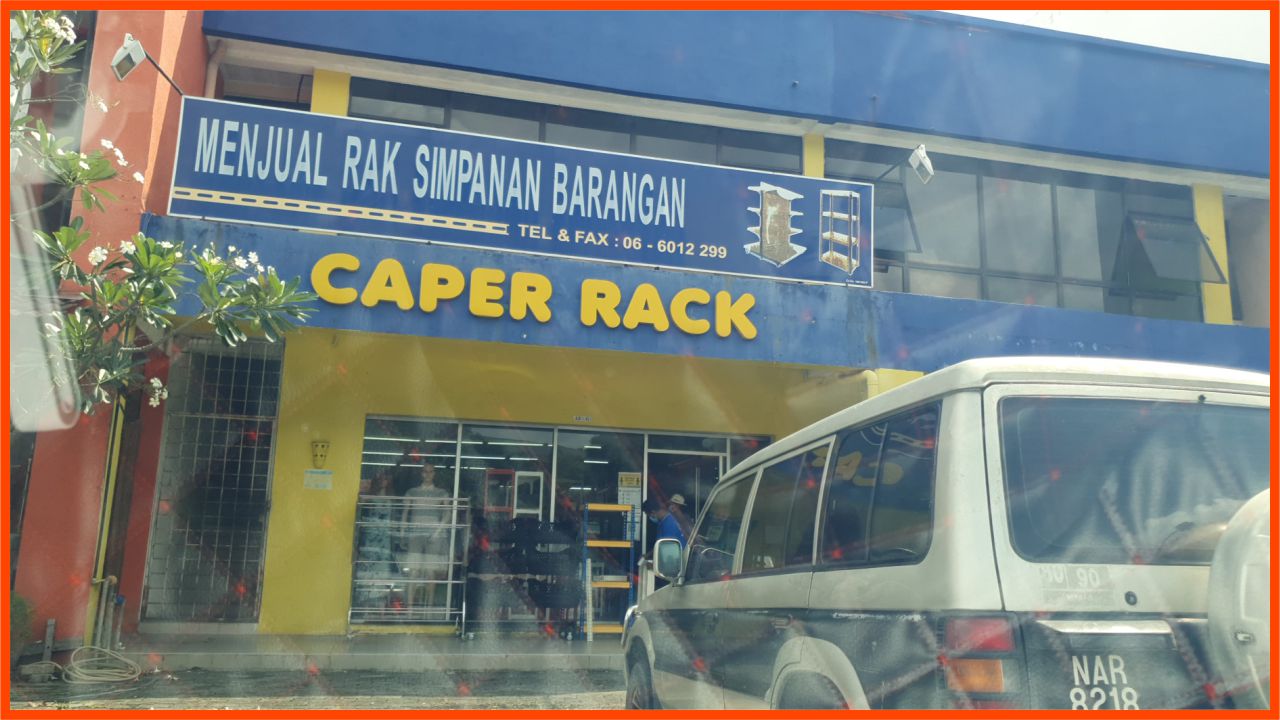 MENJUAL RAK SIMPANAN BARANGAN
TEL & FAX : 06 - 6012 299
CAPER RACK
NAR
8218